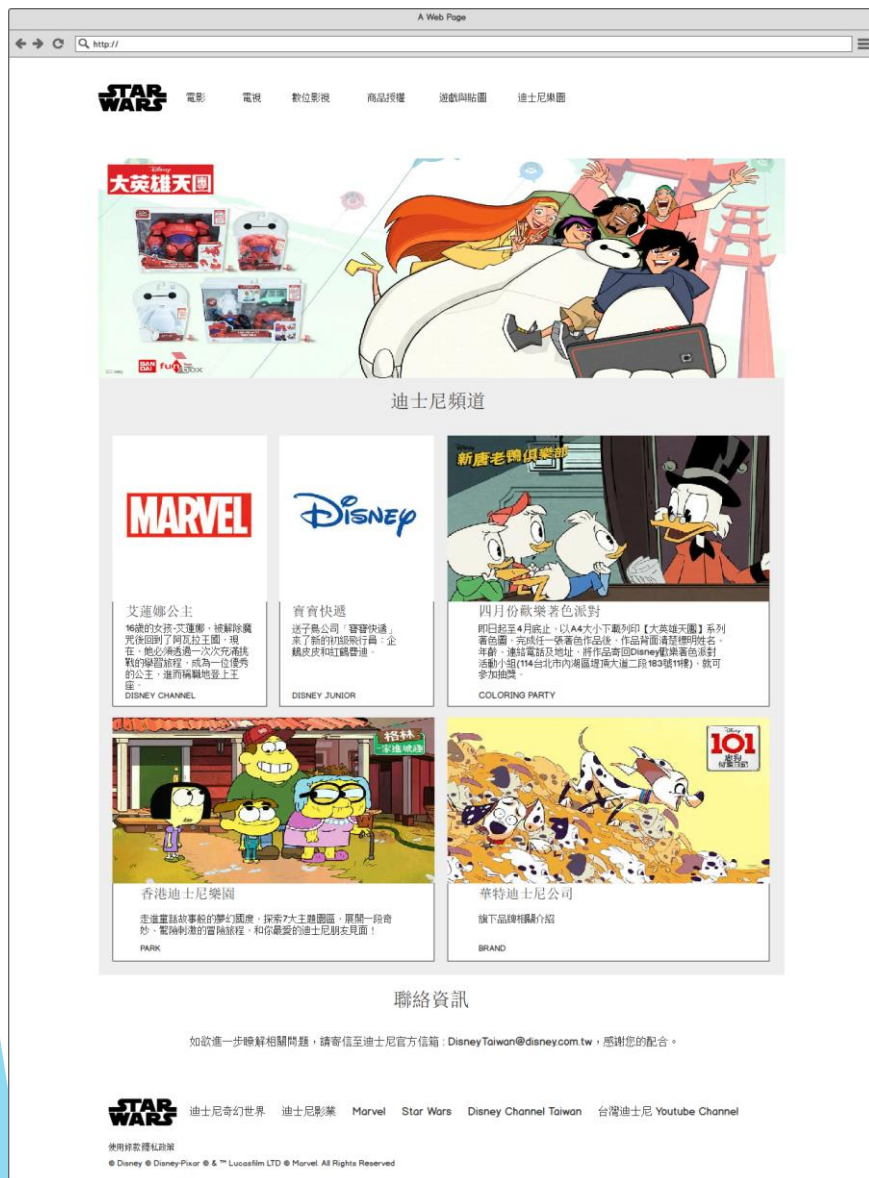 A Web Page
http://
STAR WARS 電影 電視 數位影視 商品授權 遊戲與貼圖 迪士尼樂園
Disney
大英雄天團
BAN DAI funbox
迪士尼頻道
MARVEL
Disney
新唐老鴨俱樂部
艾蓮娜公主
16歲的女孩-艾蓮娜，被解除魔
咒後回到了阿瓦拉王國，現
在，她必須透過一次次充滿挑
戰的學習旅程，成為一位優秀
的公主，進而稱職地登上王
座。
DISNEY CHANNEL
寶寶快遞
送子鳥公司「寶寶快遞」
來了新的初級飛行員：企
鵝皮皮和紅鶴費迪。
DISNEY JUNIOR
四月份歡樂著色派對
即日起至4月底止，以A4大小下載列印【大英雄天團】系列
著色圖，完成任一張著色作品後，作品背面清楚標明姓名、
年齡、連絡電話及地址，將作品寄回Disney歡樂著色派對
活動小組(114台北市內湖區堤頂大道二段183號11樓)，就可
參加抽獎。
COLORING PARTY
格林
一家進城趣
Disney
101
香港迪士尼樂園
走進童話故事般的夢幻國度，探索7大主題園區，展開一段奇
妙、驚險刺激的冒險旅程，和你最愛的迪士尼朋友見面！
PARK
華特迪士尼公司
旗下品牌相關介紹
BRAND
聯絡資訊
如欲進一步瞭解相關問題，請寄信至迪士尼官方信箱 : DisneyTaiwan@disney.com.tw，感謝您的配合。
STAR WARS 迪士尼奇幻世界 迪士尼影業 Marvel Star Wars Disney Channel Taiwan 台灣迪士尼 Youtube Channel
使用條款隱私政策
© Disney © Disney•Pixar © & ™ Lucasfilm LTD © Marvel. All Rights Reserved